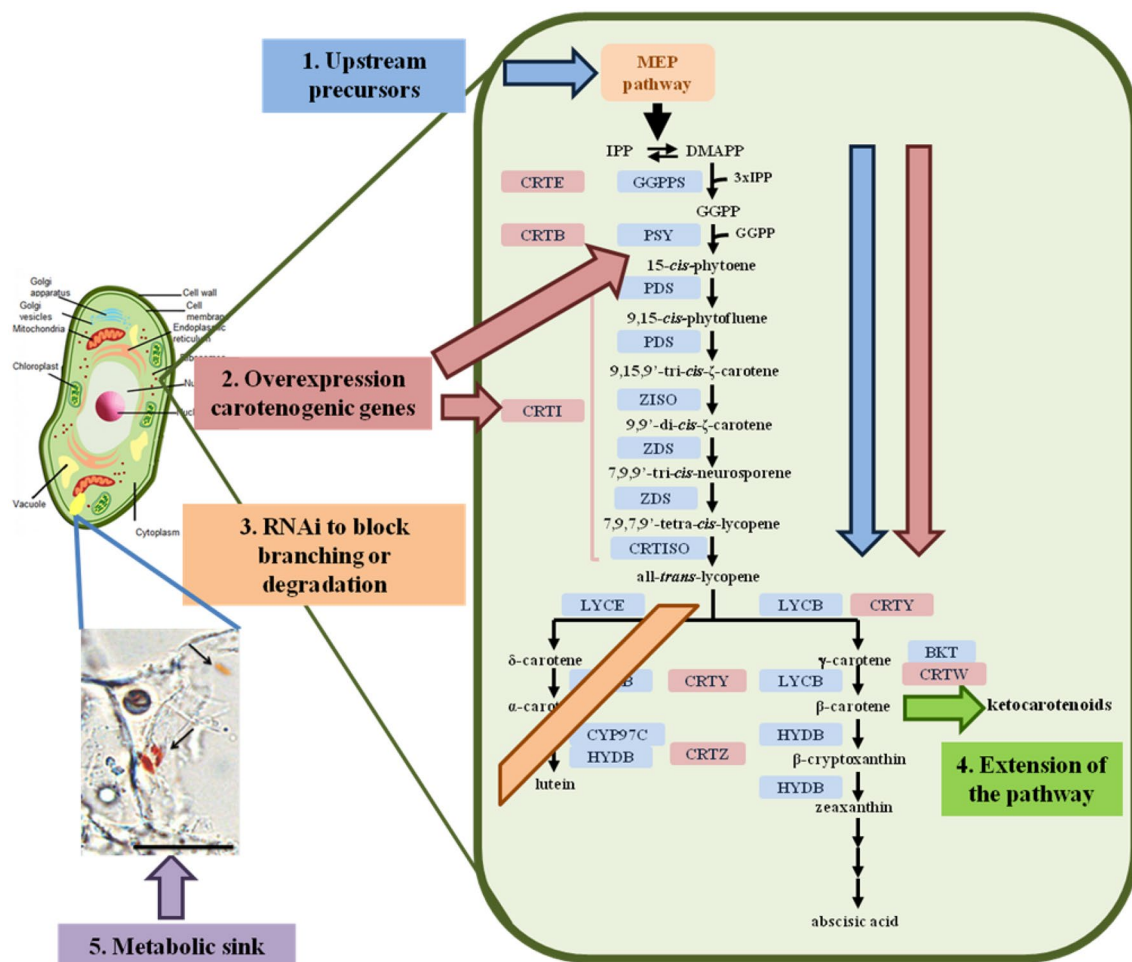 1. Upstream
precursors
MEP
pathway
IPP
DMAPP
CRTE
GGPPS
3xIPP
GGPP
CRTB
PSY
GGPP
15-cis-phytoene
PDS
9,15-cis-phytofluene
PDS
9,15,9’-tri-cis-ζ-carotene
CRTI
ZISO
9,9’-di-cis-ζ-carotene
ZDS
7,9,9’-tri-cis-neurosporene
ZDS
7,9,7,9’-tetra-cis-lycopene
CRTISO
all-trans-lycopene
LYCE
LYCB
CRTY
δ-carotene
γ-carotene
BKT
CRTW
CRTY
LYCB
β-carotene
ketocarotenoids
CYP97C
HYDB
CRTZ
HYDB
β-cryptoxanthin
lutein
HYDB
zeaxanthin
abscisic acid
4. Extension of
the pathway
2. Overexpression
carotenogenic genes
3. RNAi to block
branching or
degradation
5. Metabolic sink
Golgi
apparatus
Golgi
vesicles
Mitochondria
Chloroplast
Vacuole
Cell wall
Cell
Endoplasmic
reticulum
Cytoplasm